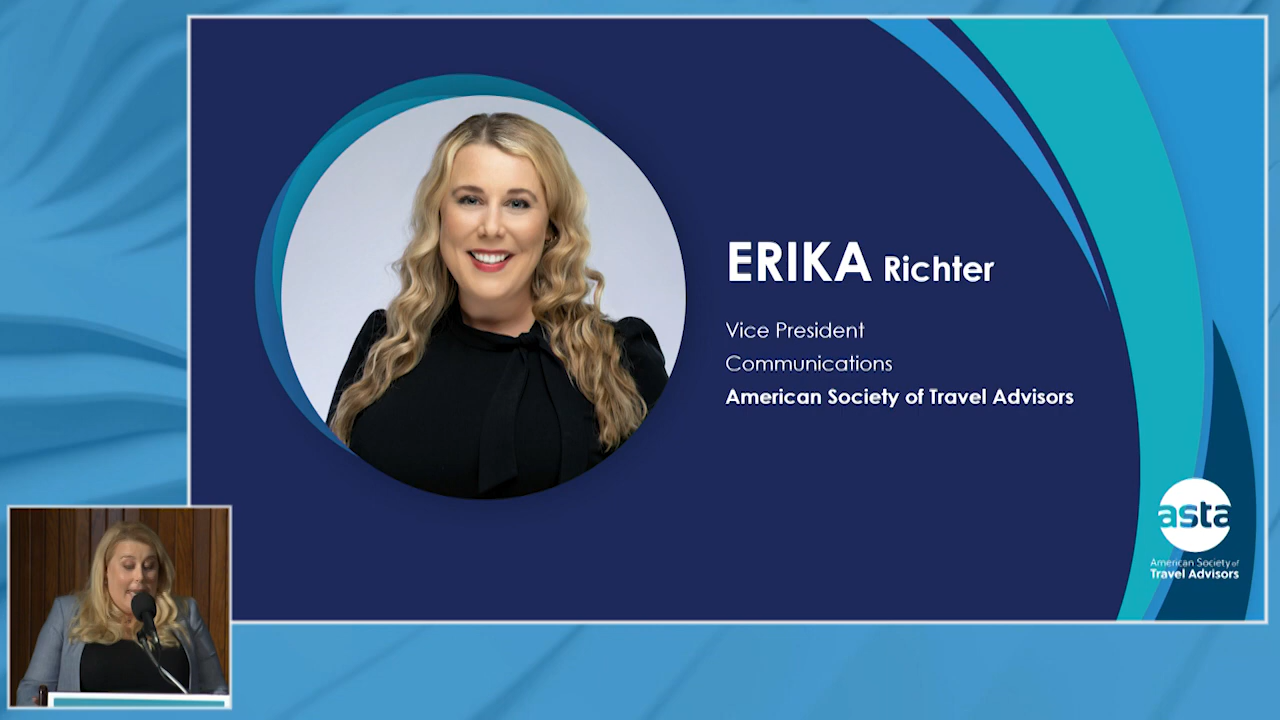 ERIKA Richter
Vice President
Communications
American Society of Travel Advisors
asta
American Society of
Travel Advisors